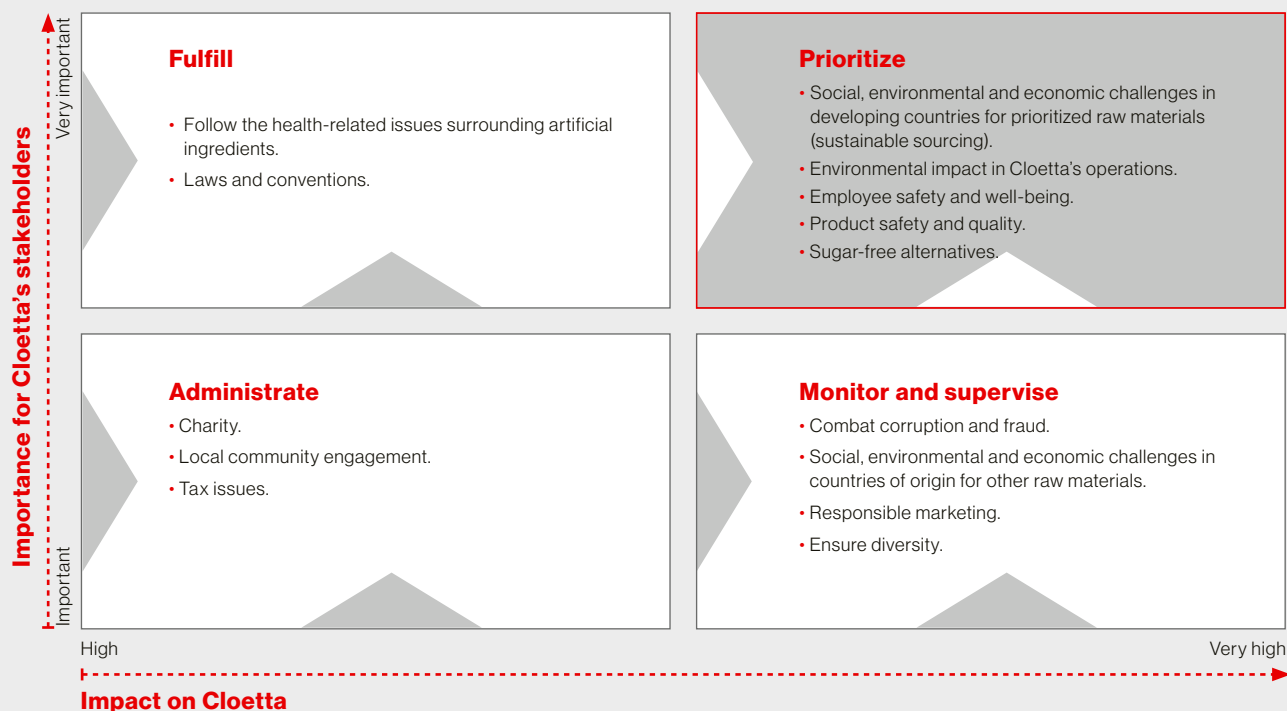 Importance for Cloetta's stakeholders
Very important
Important
Fulfill
• Follow the health-related issues surrounding artificial
ingredients.
• Laws and conventions.
Prioritize
• Social, environmental and economic challenges in
developing countries for prioritized raw materials
(sustainable sourcing).
• Environmental impact in Cloetta's operations.
• Employee safety and well-being.
• Product safety and quality.
• Sugar-free alternatives.
Administrate
• Charity.
• Local community engagement.
• Tax issues.
Monitor and supervise
• Combat corruption and fraud.
• Social, environmental and economic challenges in
countries of origin for other raw materials.
• Responsible marketing.
• Ensure diversity.
High
Very high
Impact on Cloetta